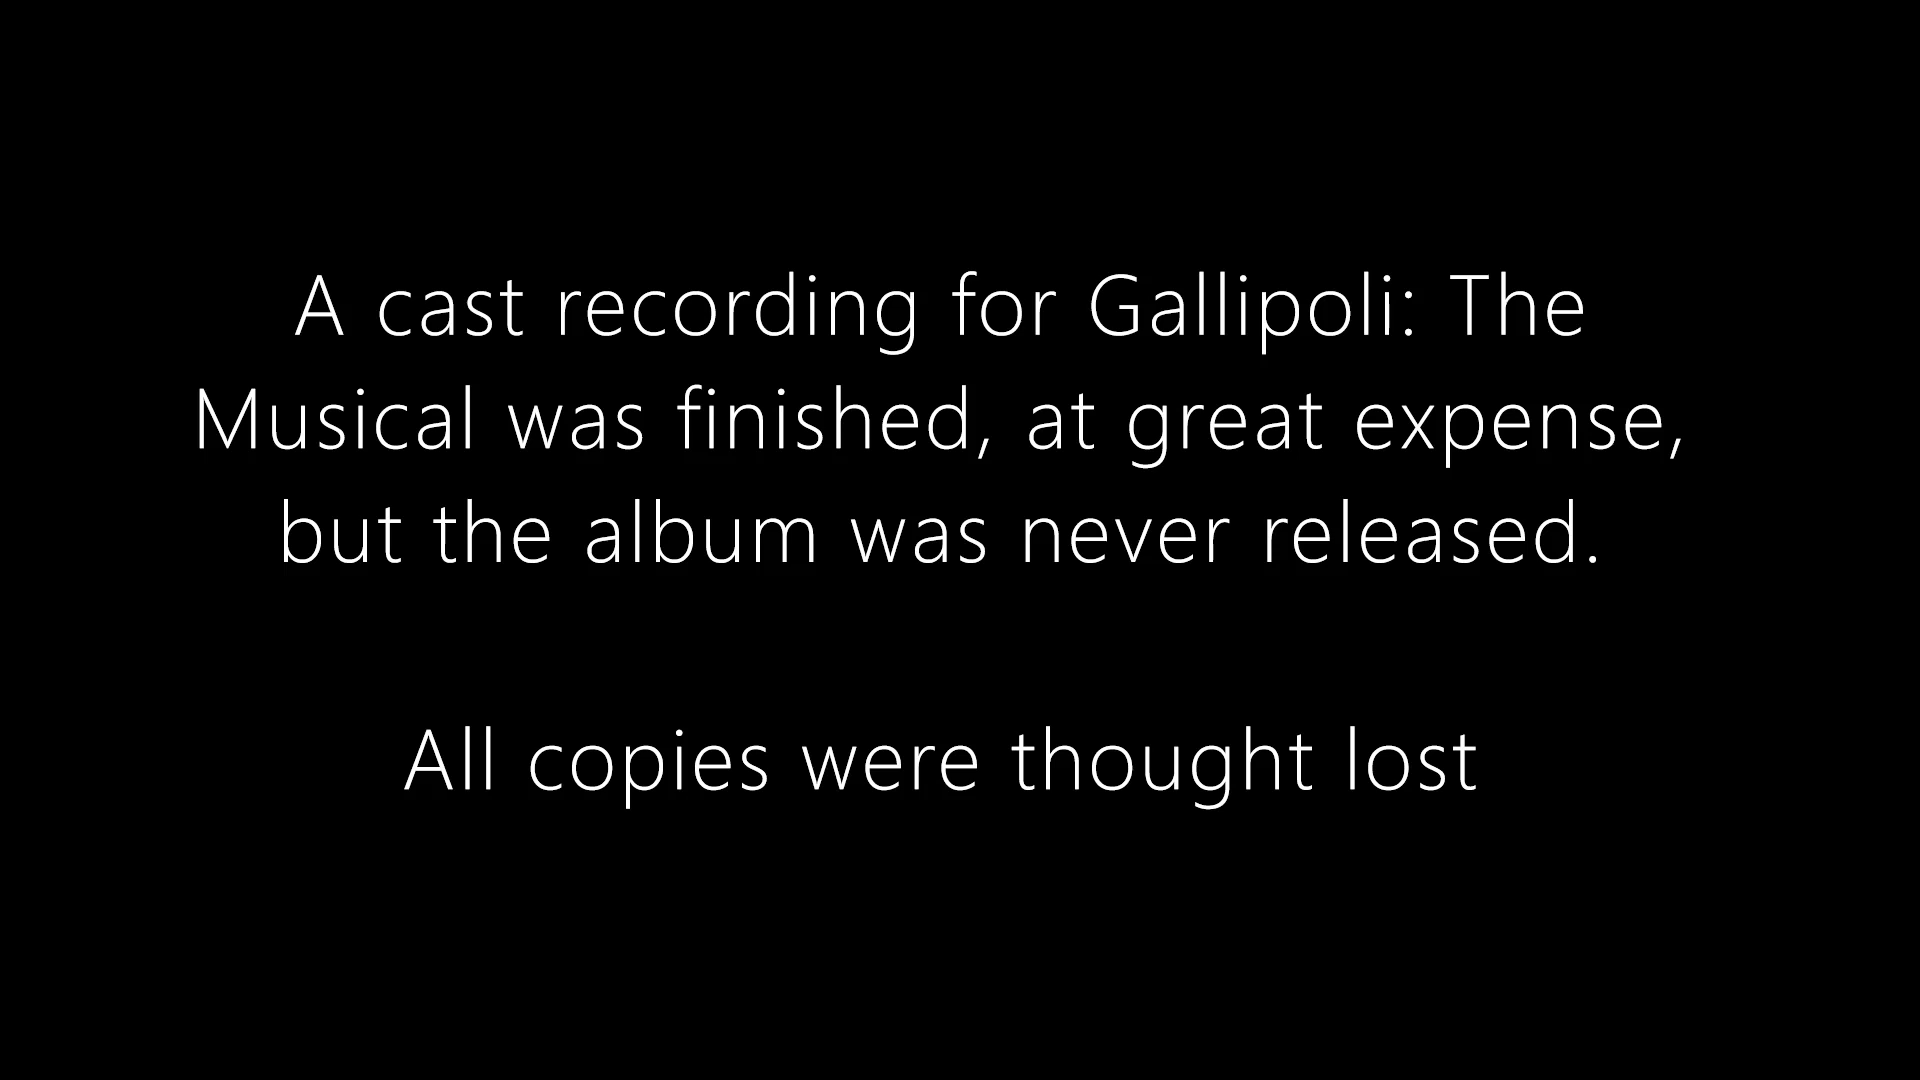 A cast recording for Gallipoli: The
Musical was finished, at great expense,
but the album was never released.
All copies were thought lost